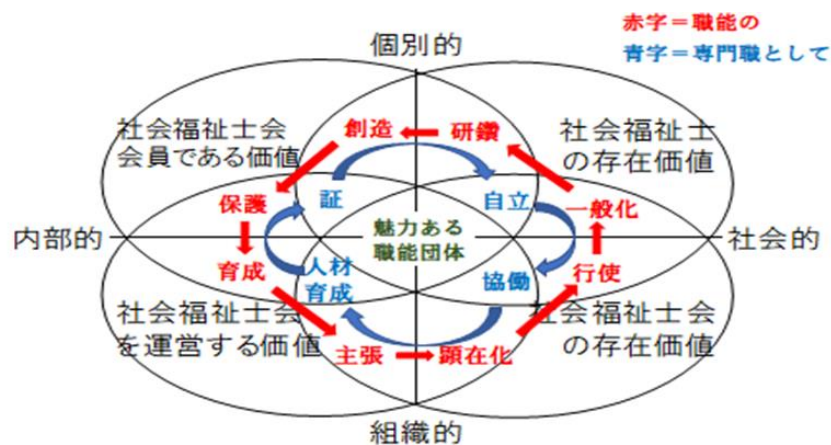 赤字＝職能の
青字＝専門職として
個別的
社会福祉士会
会員である価値
創造
研鑽
社会福祉士
の存在価値
保護
証
自立
一般化
内部的
魅力ある
職能団体
社会的
育成
人材
育成
協働
行使
社会福祉士会
を運営する価値
主張
顕在化
社会福祉士会
の存在価値
組織的